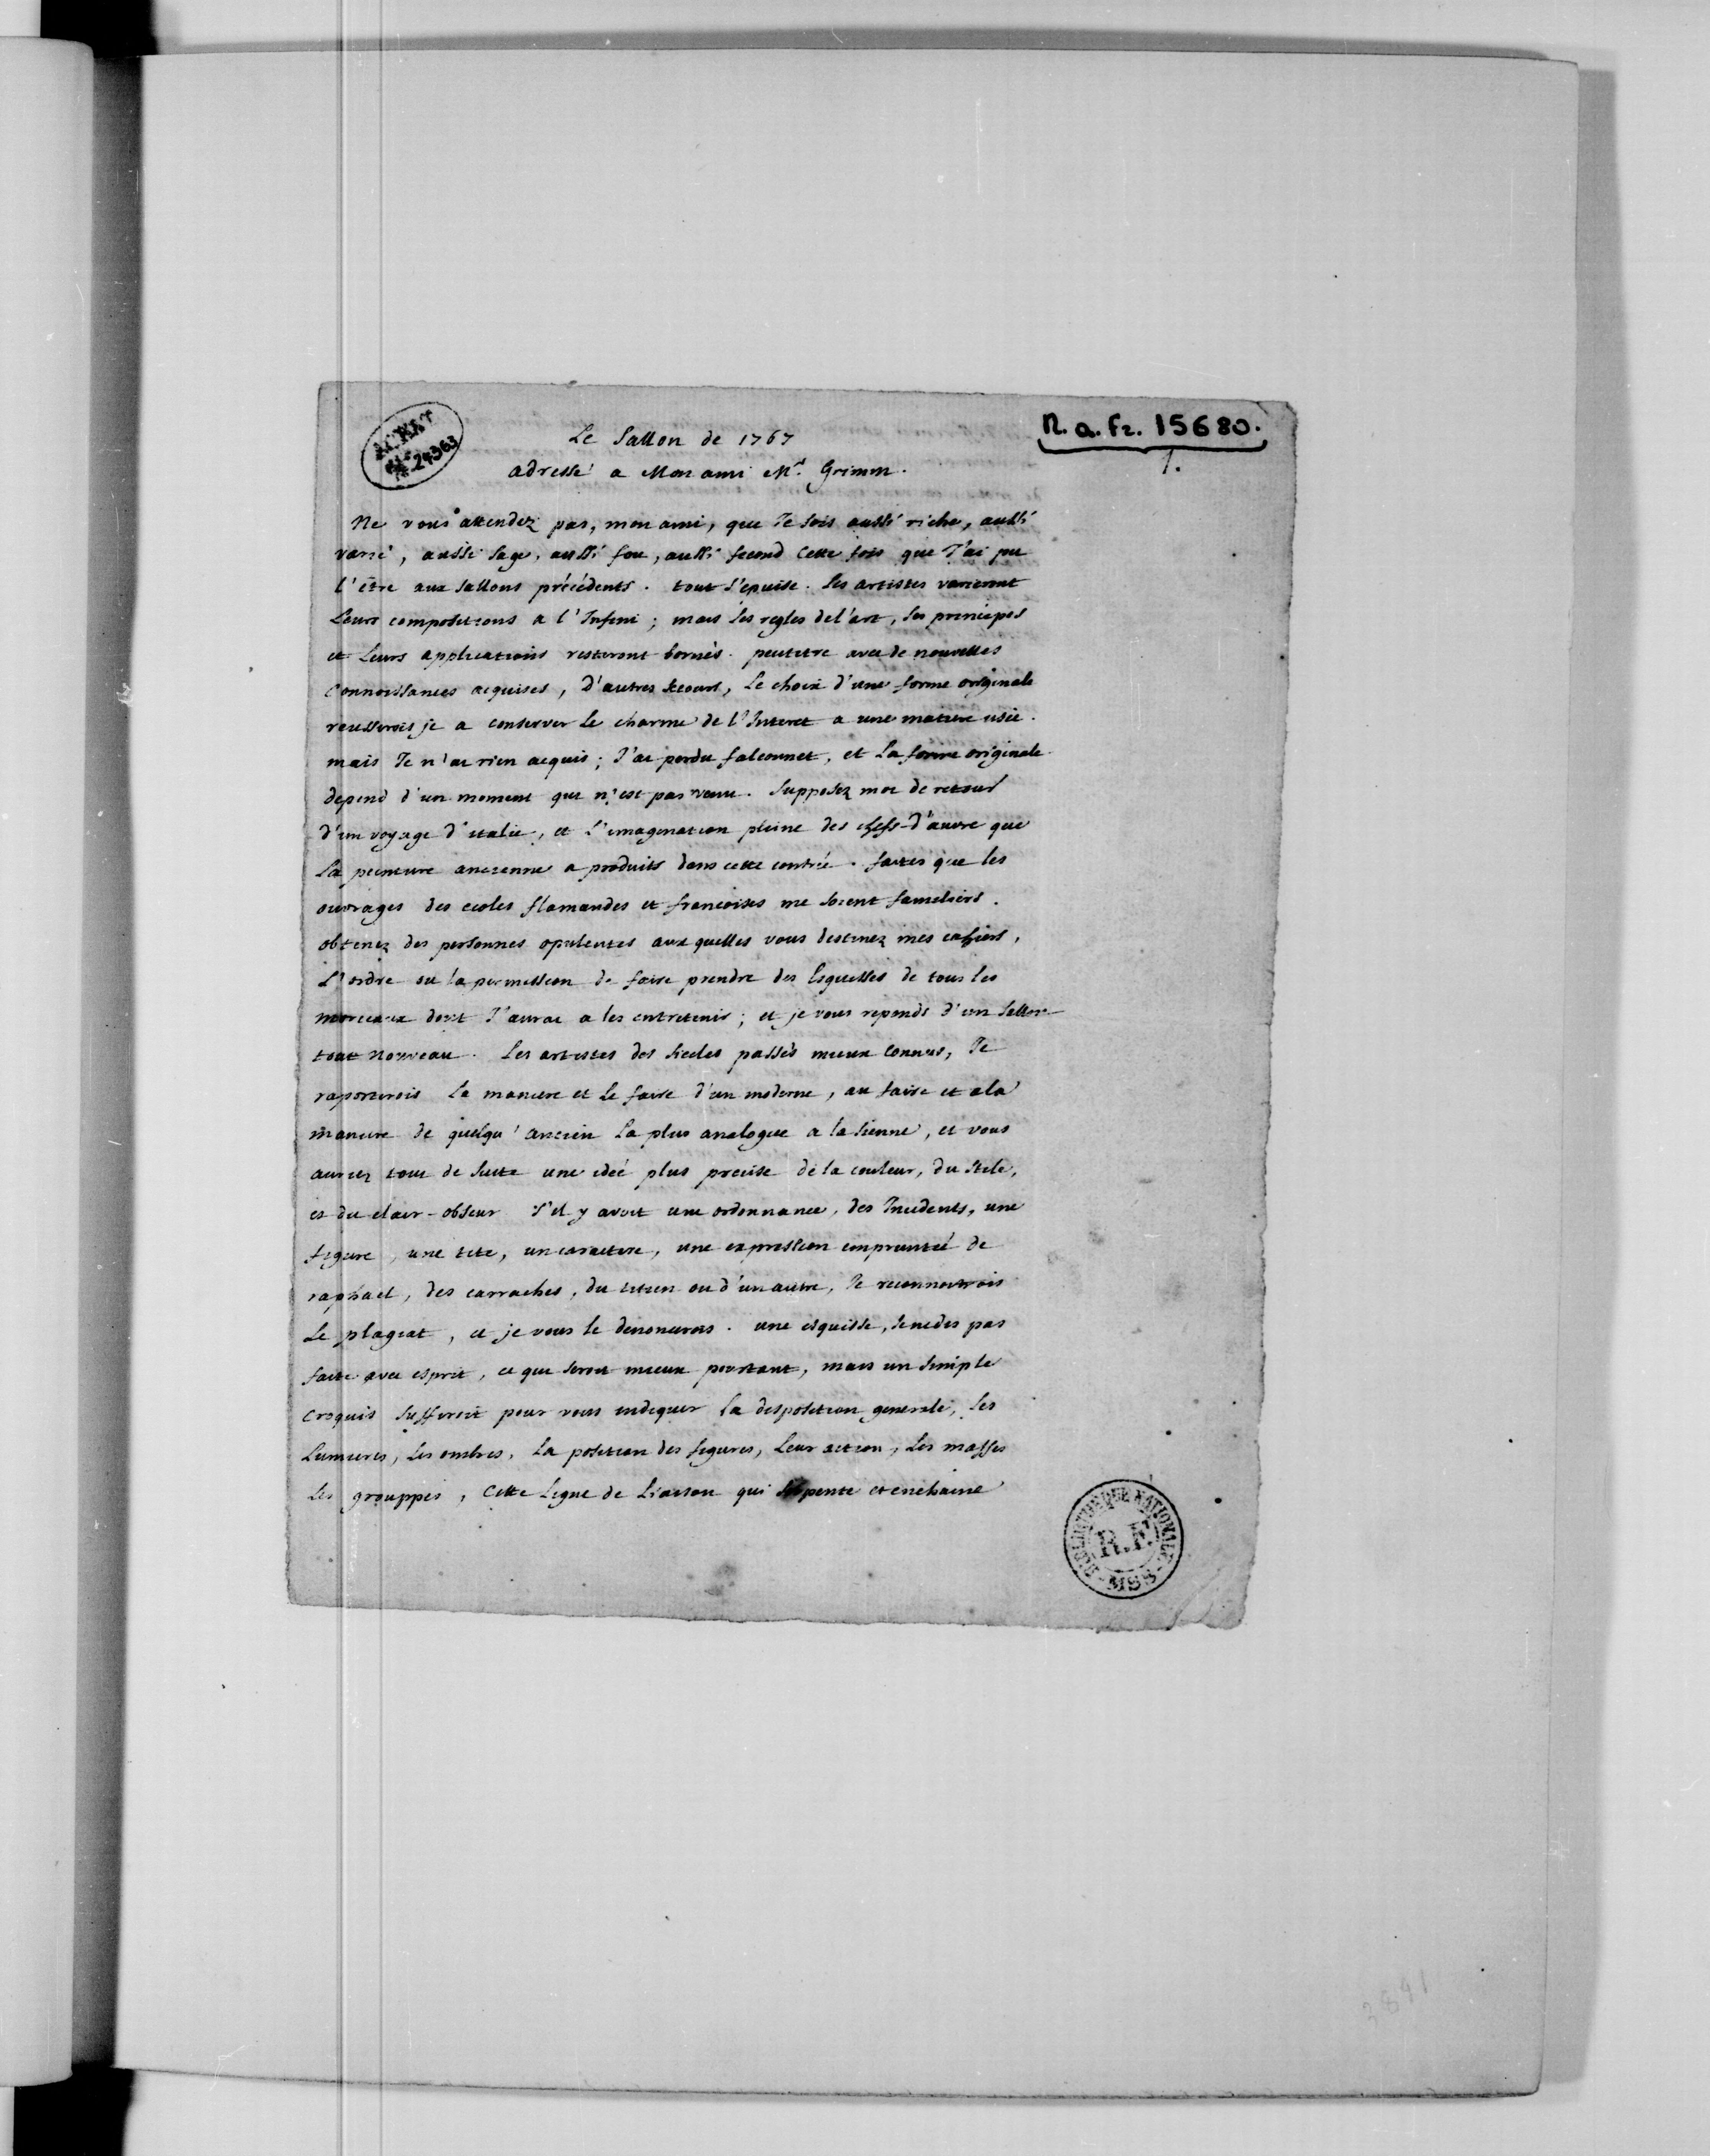 ACHAT
N° 24363
N. a. fr. 15680.
1.
Le Sallon de 1767
adressé a Mon ami Mr. Grimm.
Ne vous attendez pas, mon ami, que Je sois aussi riche, aussi
varié, aussi sage, aussi fou, aussi fecond cette fois que J'ai pu
l'être aux sallons précédents. tout s'epuise. Les artistes varieront
Leurs compositions a l'Infini; mais les regles de l'art, ses principes
et Leurs applications resteront bornés. peutetre avec de nouvelles
connoissances acquises, d'autres secours, Le choix d'une forme originale
reussirois je a conserver Le charme de l'Interet a une matiere usée.
mais Je n'ai rien acquis; J'ai perdu falconnet, et La forme originale
depend d'un moment qui n'est pas venu. Supposez moi de retour
d'un voyage d'italie, et L'imagination pleine des chefs-d'œuvre que
La peinture ancienne a produits dans cette contrée. faites que les
ouvrages des ecoles flamandes et francoises me soient familiers.
obtenez des personnes opulentes aux quelles vous destinez mes cahiers,
L'ordre ou la permission de faire prendre des Esquisses de tous les
morceaux dont J'aurai a les entretenir; et je vous reponds d'un Sallon
tout nouveau. Les artistes des siecles passés mieux connus, Je
raporterois La maniere et Le faire d'un moderne, au faire et a la
maniere de quelqu'ancien La plus analogue a la sienne, et vous
auriez tout de suite une ideé plus precise de la couleur, du stile,
et du clair-obscur S'il y avoit une ordonnance, des Incidents, une
figure, une tete, un caractere, une expression empruntée de
raphael, des carraches, du titien ou d'un autre, Je reconnoitrois
Le plagiat, et je vous le denoncerois. une esquisse, je ne dis pas
faite avec esprit, ce qui seroit mieux pourtant, mais un simple
croquis suffiroit pour vous indiquer la disposition generale, les
Lumieres, Les ombres, La position des figures, Leur action, Les masses
Les grouppes, Cette Ligne de Liaison qui serpente et enchaine
BIBLIOTHEQUE NATIONALE
R.F.
MSS